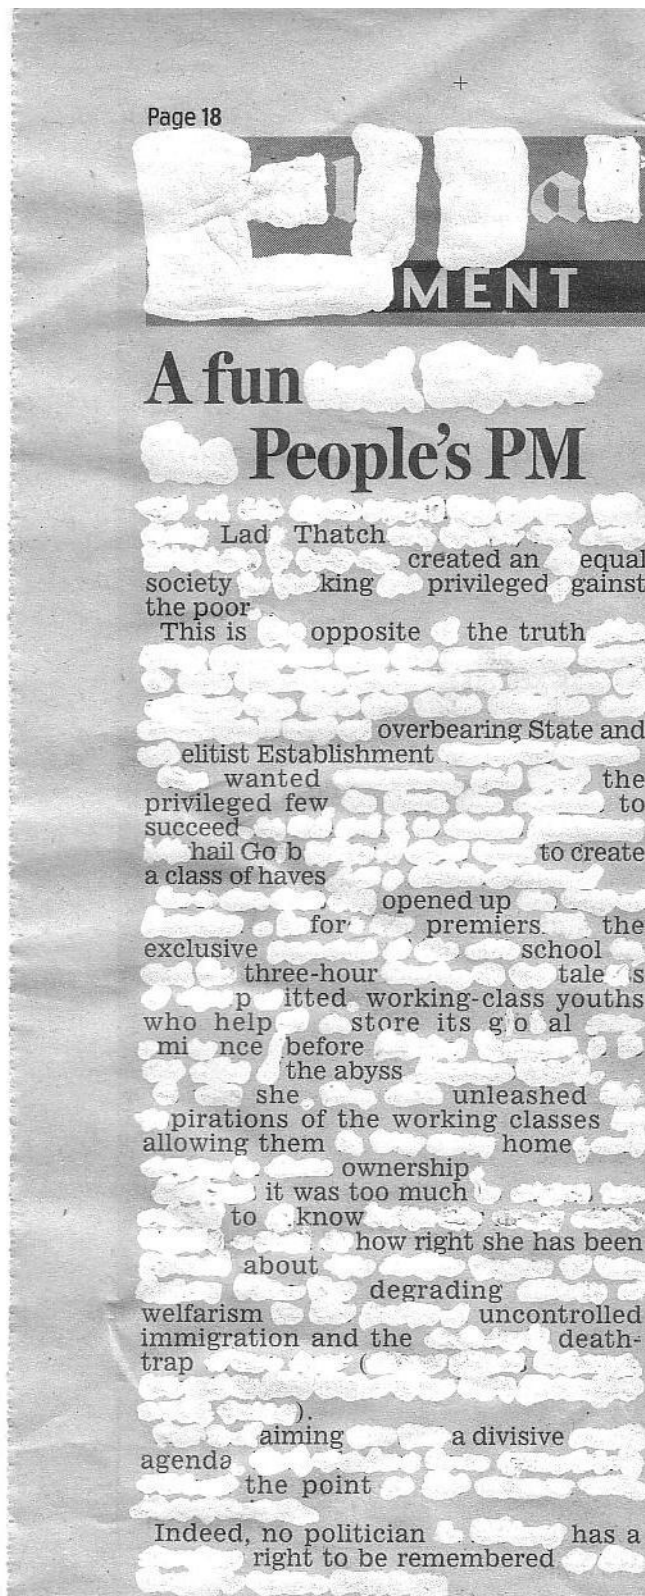 Page 18
l a
MENT
A fun
People's PM
Lad Thatch
created an equal
society king privileged gainst
the poor
This is opposite the truth
overbearing State and
elitist Establishment
wanted the
privileged few to
succeed
hail Go b to create
a class of haves
opened up
for premiers. the
exclusive school
three-hour tale s
p itted working-class youths
who help store its glo al
mi nce before
the abyss
she unleashed
pirations of the working classes
allowing them home
ownership
it was too much
to know
how right she has been
about
degrading
welfarism uncontrolled
immigration and the death-
trap (
).
aiming a divisive
agenda
the point
Indeed, no politician has a
right to be remembered